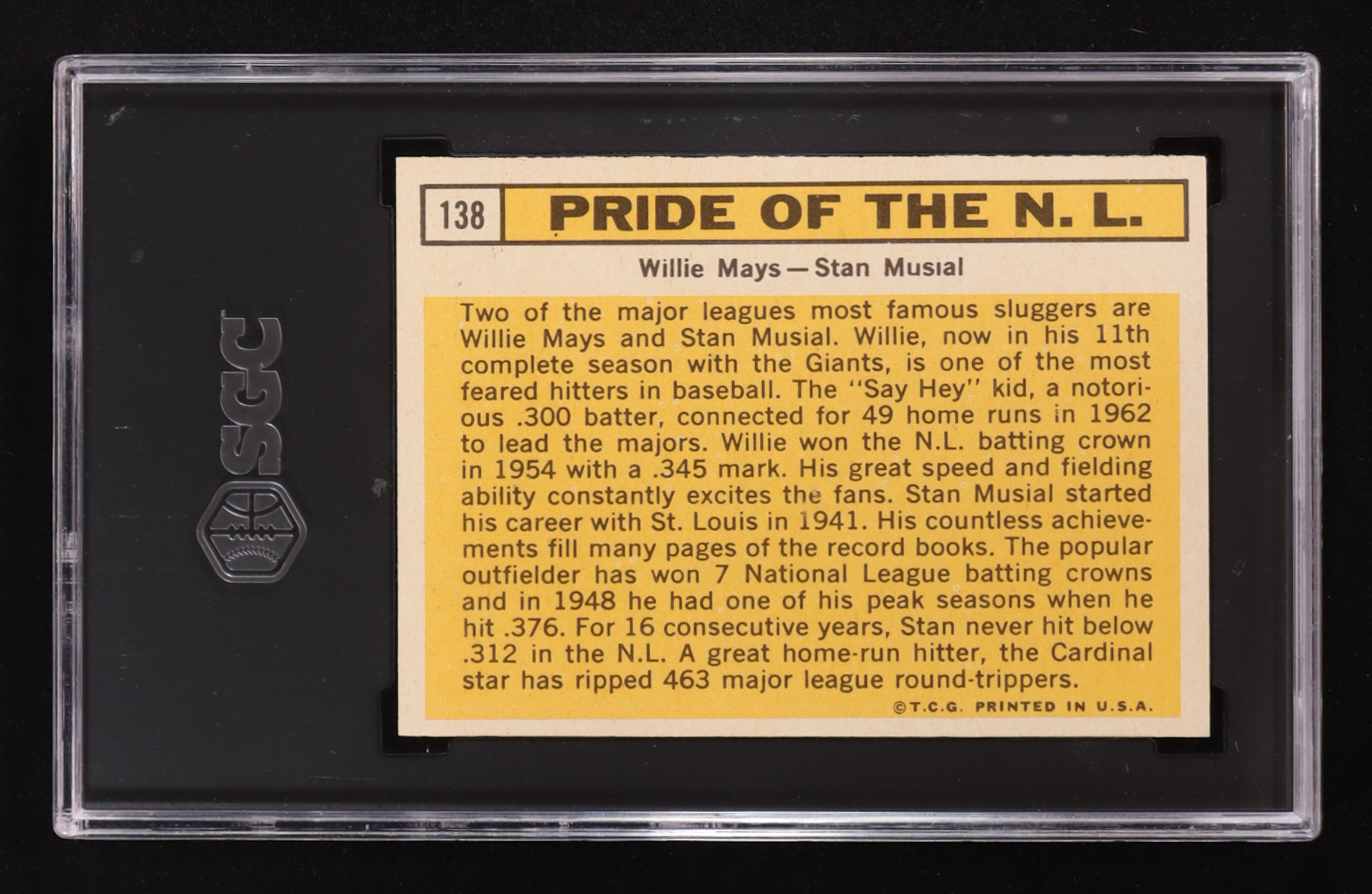 138 PRIDE OF THE N. L.
Willie Mays — Stan Musial
Two of the major leagues most famous sluggers are
Willie Mays and Stan Musial. Willie, now in his 11th
complete season with the Giants, is one of the most
feared hitters in baseball. The "Say Hey" kid, a notori-
ous .300 batter, connected for 49 home runs in 1962
to lead the majors. Willie won the N.L. batting crown
in 1954 with a .345 mark. His great speed and fielding
ability constantly excites the fans. Stan Musial started
his career with St. Louis in 1941. His countless achieve-
ments fill many pages of the record books. The popular
outfielder has won 7 National League batting crowns
and in 1948 he had one of his peak seasons when he
hit .376. For 16 consecutive years, Stan never hit below
.312 in the N.L. A great home-run hitter, the Cardinal
star has ripped 463 major league round-trippers.
©T.C.G. PRINTED IN U.S.A.
SGC